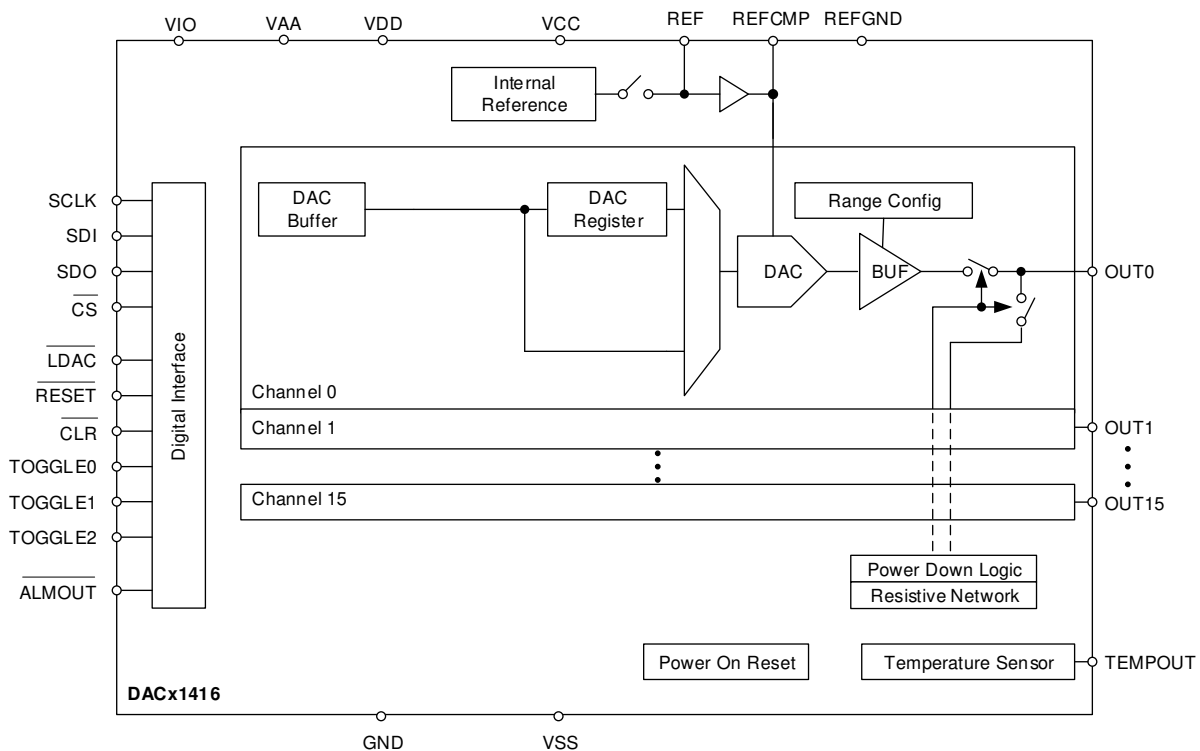 VIO VAA VDD VCC REF REFCMP REFGND
Internal
Reference
SCLK
SDI
SDO
CS
LDAC
RESET
CLR
TOGGLE0
TOGGLE1
TOGGLE2
ALMOUT
Digital Interface
DAC
Buffer
DAC
Register
Range Config
DAC
BUF
OUT0
Channel 0
Channel 1
OUT1
Channel 15
OUT15
Power Down Logic
Resistive Network
Power On Reset
Temperature Sensor
TEMPOUT
DACx1416
GND VSS